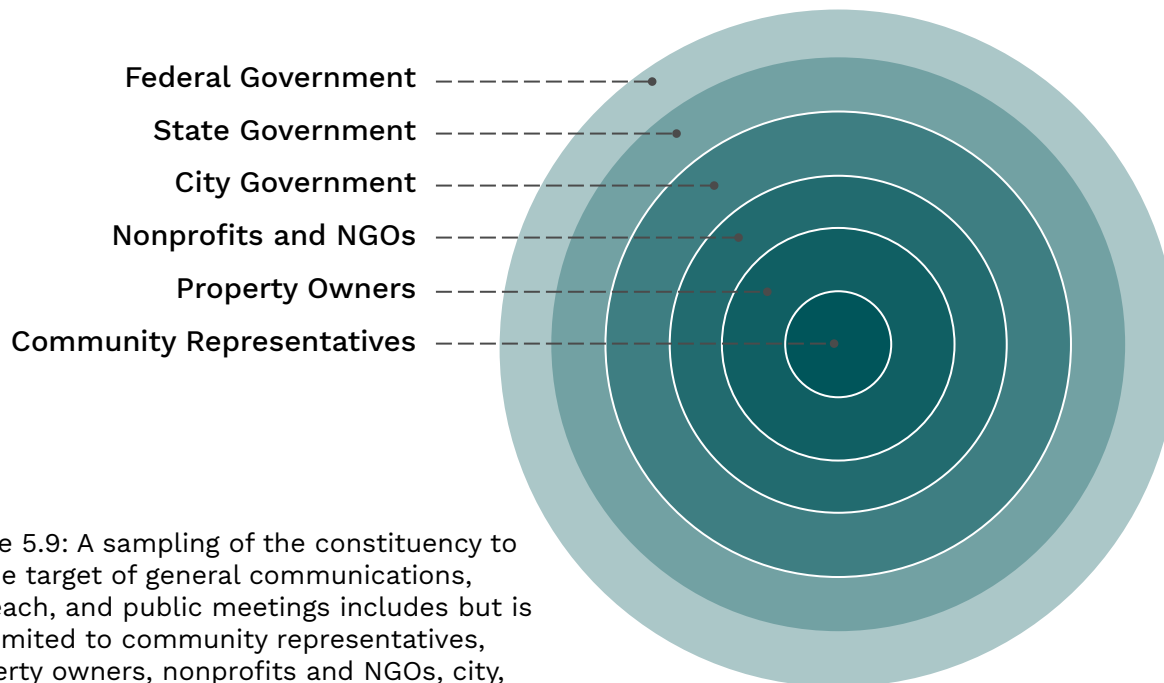 Federal Government
State Government
City Government
Nonprofits and NGOs
Property Owners
Community Representatives
5.9: A sampling of the constituency to
target of general communications,
and public meetings includes but is
to community representatives,
owners, nonprofits and NGOs, city,